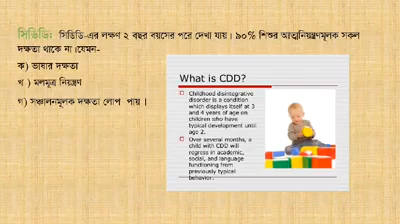 সিডিডি: সিডিডি-এর লক্ষণ ২ বছর বয়সের পরে দেখা যায়। ৯০% শিশুর আত্মনিয়ন্ত্রণমূলক সকল
দক্ষতা থাকে না।যেমন-
ক) ভাষার দক্ষতা
খ ) মলমূত্র নিয়ন্ত্রণ
গ) সঞ্চালনমূলক দক্ষতা লোপ পায় ।
What is CDD?
Childhood disintegrative
disorder is a condition
which displays itself at 3
and 4 years of age on
children who have
typical development until
age 2.
Over several months, a
child with CDD will
regress in academic,
social, and language
functioning from
previously typical
behavior.